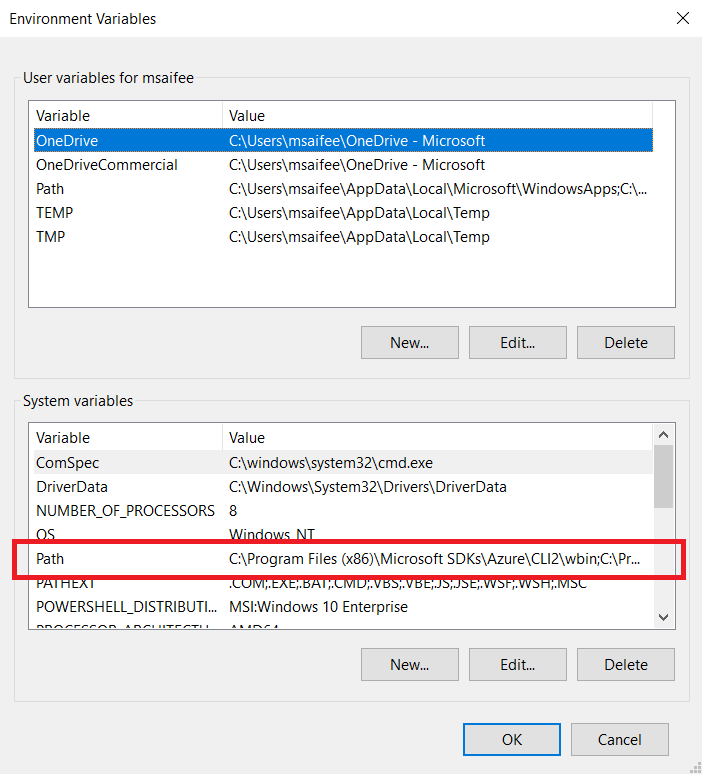 Environment Variables
User variables for msaifee
Variable Value
OneDrive C:\Users\msaifee\OneDrive - Microsoft
OneDriveCommercial C:\Users\msaifee\OneDrive - Microsoft
Path C:\Users\msaifee\AppData\Local\Microsoft\WindowsApps;C:\...
TEMP C:\Users\msaifee\AppData\Local\Temp
TMP C:\Users\msaifee\AppData\Local\Temp
New... Edit... Delete
System variables
Variable Value
ComSpec C:\windows\system32\cmd.exe
DriverData C:\Windows\System32\Drivers\DriverData
NUMBER_OF_PROCESSORS 8
OS Windows_NT
Path C:\Program Files (x86)\Microsoft SDKs\Azure\CLI2\wbin;C:\Pr...
PATHEXT .COM;.EXE;.BAT;.CMD;.VBS;.VBE;.JS;.JSE;.WSF;.WSH;.MSC
POWERSHELL_DISTRIBUTI... MSI:Windows 10 Enterprise
PROCESSOR_ARCHITECTU... AMD64
New... Edit... Delete
OK Cancel